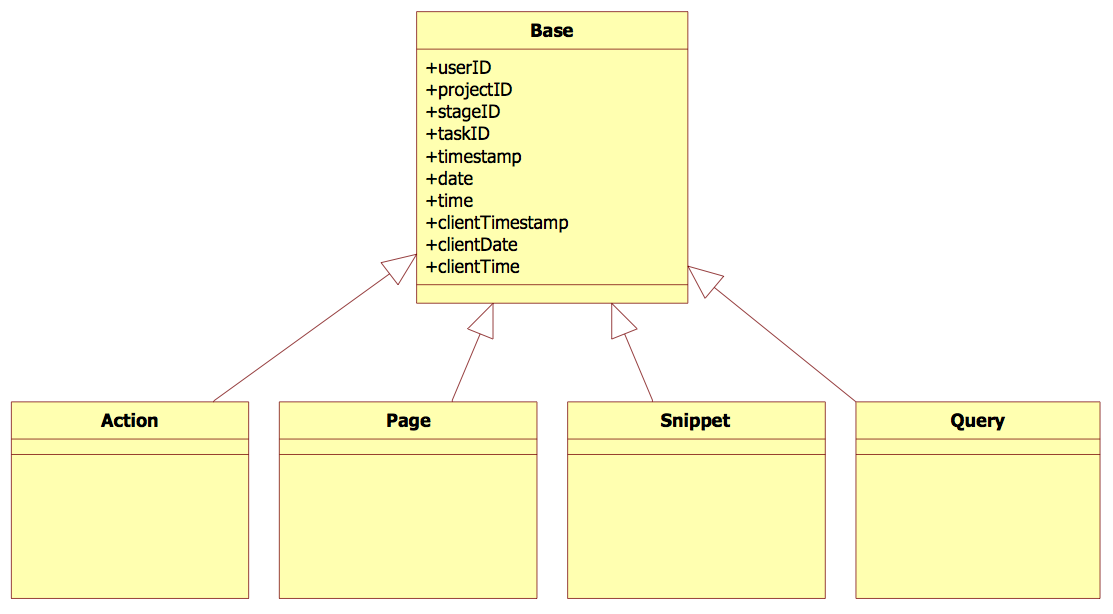 Base
+userID
+projectID
+stageID
+taskID
+timestamp
+date
+time
+clientTimestamp
+clientDate
+clientTime
Action
Page
Snippet
Query